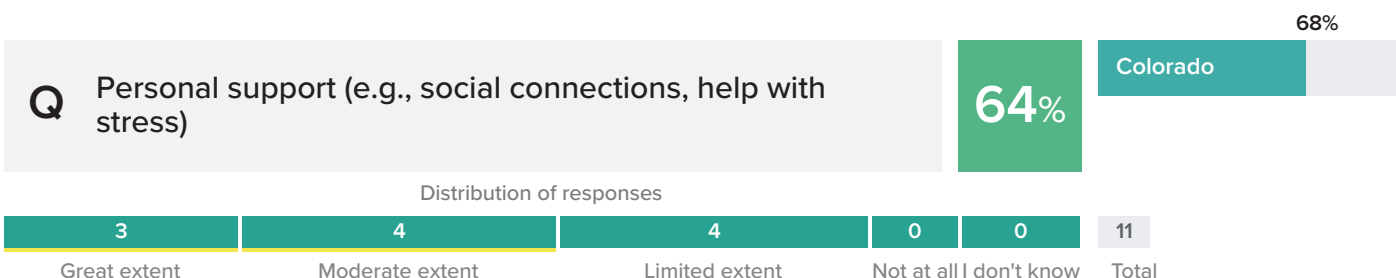 68%
Q Personal support (e.g., social connections, help with
stress)
64%
Colorado
Distribution of responses
3 4 4 0 0 11
Great extent Moderate extent Limited extent Not at all I don't know Total